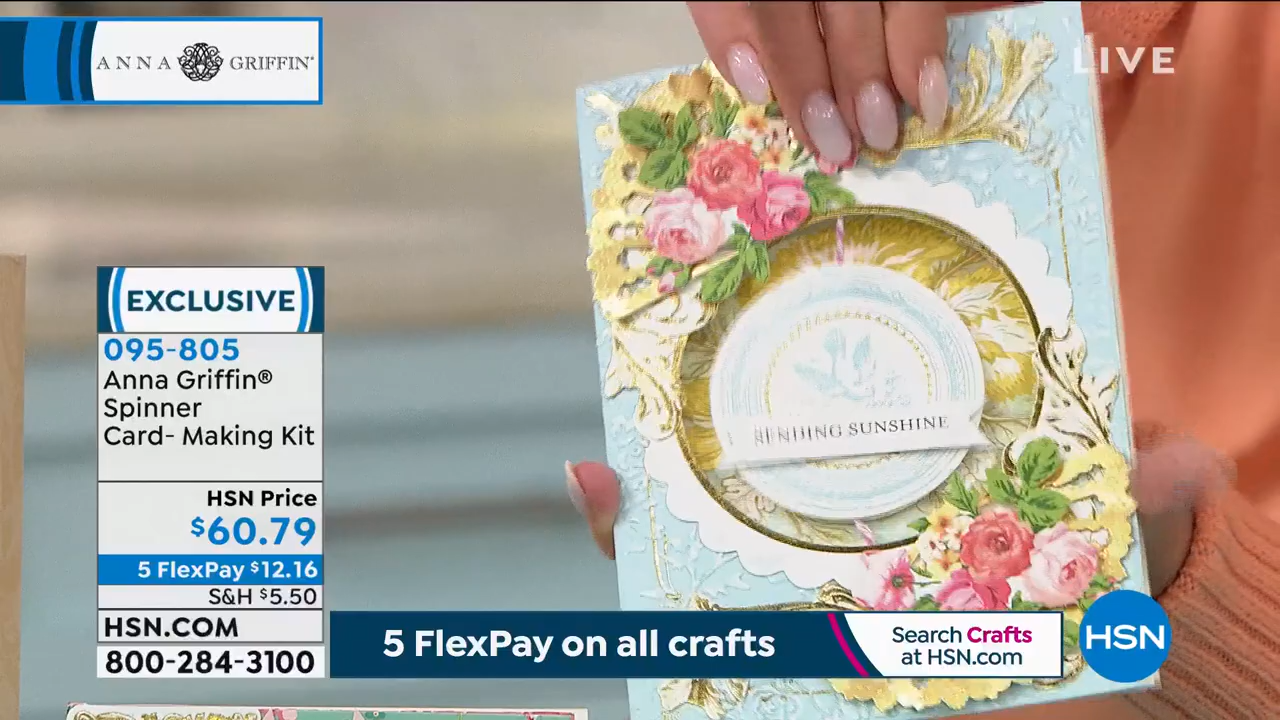 ANNA GRIFFIN®
LIVE
EXCLUSIVE
095-805
Anna Griffin®
Spinner
Card- Making Kit
HSN Price
$60.79
5 FlexPay $12.16
S&H $5.50
HSN.COM
800-284-3100
SENDING SUNSHINE
5 FlexPay on all crafts
Search Crafts
at HSN.com
HSN